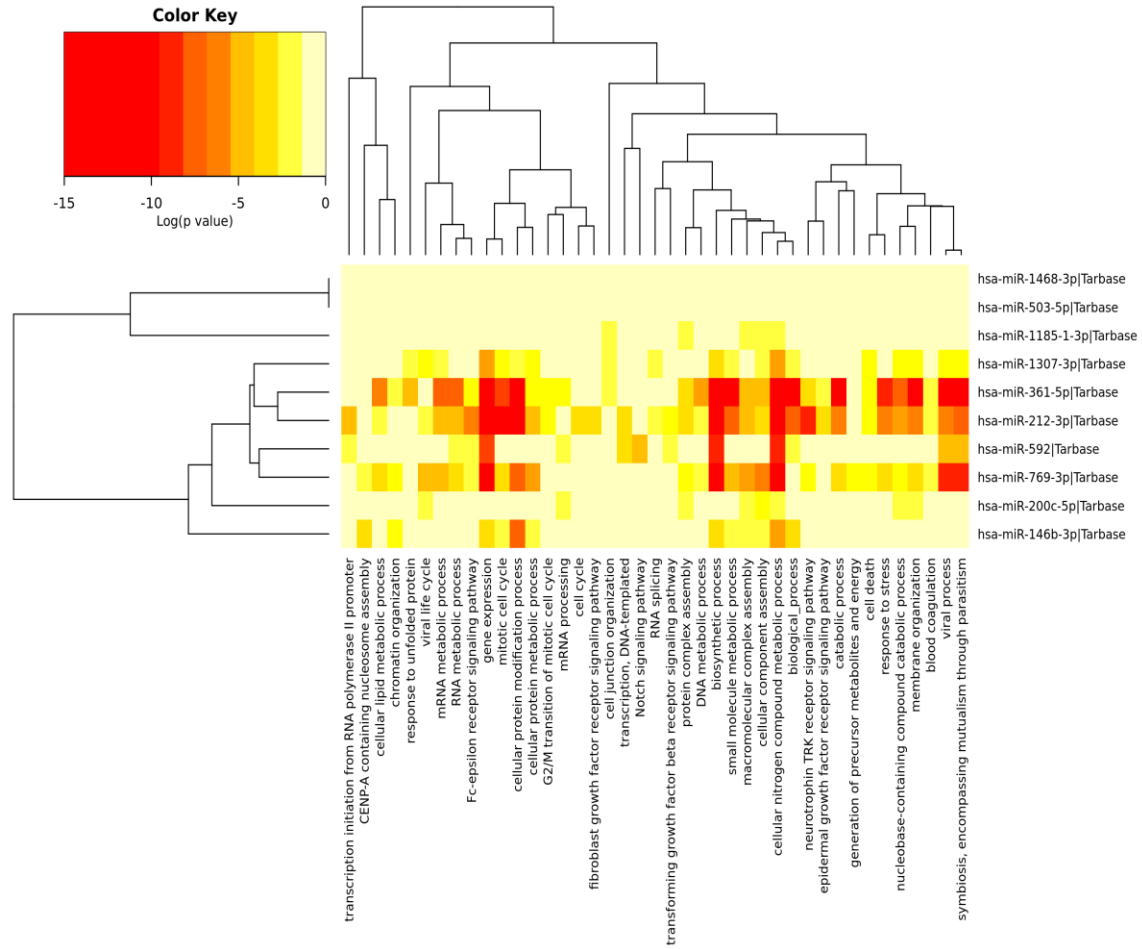 Color Key
-15
-10
-5
0
Log(p value)
hsa-miR-1468-3p|Tarbase
hsa-miR-503-5p|Tarbase
hsa-miR-1185-1-3p|Tarbase
hsa-miR-1307-3p|Tarbase
hsa-miR-361-5p|Tarbase
hsa-miR-212-3p|Tarbase
hsa-miR-592|Tarbase
hsa-miR-769-3p|Tarbase
hsa-miR-200c-5p|Tarbase
hsa-miR-146b-3p|Tarbase
transcription initiation from RNA polymerase II promoter
CENP-A containing nucleosome assembly
cellular lipid metabolic process
chromatin organization
response to unfolded protein
viral life cycle
mRNA metabolic process
RNA metabolic process
Fc-epsilon receptor signaling pathway
gene expression
mitotic cell cycle
cellular protein modification process
cellular protein metabolic process
G2/M transition of mitotic cell cycle
mRNA processing
cell cycle
fibroblast growth factor receptor signaling pathway
cell junction organization
transcription, DNA-templated
Notch signaling pathway
RNA splicing
transforming growth factor beta receptor signaling pathway
protein complex assembly
DNA metabolic process
biosynthetic process
small molecule metabolic process
macromolecular complex assembly
cellular component assembly
cellular nitrogen compound metabolic process
biological_process
neurotrophin TRK receptor signaling pathway
epidermal growth factor receptor signaling pathway
catabolic process
generation of precursor metabolites and energy
cell death
response to stress
nucleobase-containing compound catabolic process
membrane organization
blood coagulation
viral process
symbiosis, encompassing mutualism through parasitism